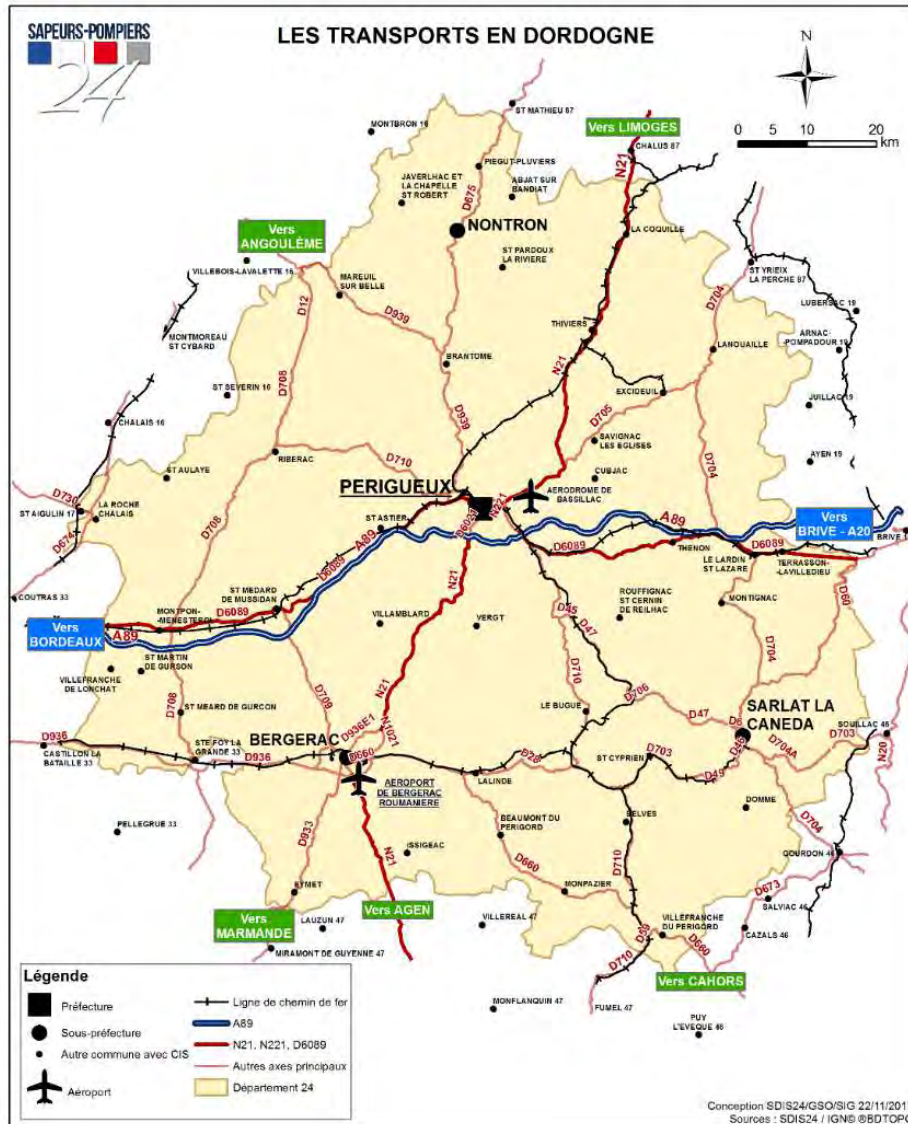 SAPEURS-POMPIERS
24
LES TRANSPORTS EN DORDOGNE
N
0 5 10 20
km
ST MATHIEU 87
MONTBRON 16
Vers LIMOGES
CHALUS 87
N21
PIEGUT-PLUVIERS
JAVERLHAC ET
LA CHAPELLE
ST ROBERT
ABJAT SUR
BANDIAT
D675
Vers
ANGOULÊME
NONTRON
LA COQUILLE
VILLEBOIS-LAVALETTE 16
ST PARDOUX
LA RIVIERE
ST YRIEIX
LA PERCHE 87
MAREUIL
SUR BELLE
D12
D939
D704
LUBERSAC 19
MONTMOREAU
ST CYBARD
THIVIERS
ARNAC-
POMPADOUR 19
LANOUAILLE
BRANTOME
N21
ST SEVERIN 16
D708
EXCIDEUIL
JUILLAC 19
CHALAIS 16
D939
D705
RIBERAC
D710
SAVIGNAC
LES EGLISES
AYEN 19
ST AULAYE
CUBJAC
D704
PERIGUEUX
AERODROME DE
BASSILLAC
D730
ST AIGULIN 17
LA ROCHE
CHALAIS
D674
D708
ST ASTIER
N221
A89
Vers
BRIVE - A20
A89
D6089
D6089
THENON
D6089
LE LARDIN
ST LAZARE
TERRASSON-
LAVILLEDIEU
COUTRAS 33
N21
ST MEDARD
DE MUSSIDAN
D6089
MONTPON-
MENESTEROL
VILLAMBLARD
VERGT
D45
D47
ROUFFIGNAC
ST CERNIN
DE REILHAC
MONTIGNAC
D60
Vers
BORDEAUX
A89
ST MARTIN
DE GURSON
VILLEFRANCHE
DE LONCHAT
D704
D710
N21
D709
D706
D708
ST MEARD DE GURCON
LE BUGUE
D47
D6
SARLAT LA
CANEDA
SOUILLAC 46
D936E1
N1021
D936
CASTILLON LA
BATAILLE 33
STE FOY LA
GRANDE 33
D936
BERGERAC
D660
D704A
D703
ST CYPRIEN
D703
N20
D28
LALINDE
D49
AEROPORT
DE BERGERAC
ROUMANIERE
DOMME
BELVES
BEAUMONT DU
PERIGORD
D704
PELLEGRUE 33
D933
ISSIGEAC
GOURDON 46
N21
D660
D710
EYMET
MONPAZIER
D673
SALVIAC 46
Vers
MARMANDE
Vers AGEN
LAUZUN 47
VILLEREAL 47
VILLEFRANCHE
DU PERIGORD
CAZALS 46
D59
D660
MIRAMONT DE GUYENNE 47
D710
Vers CAHORS
MONFLANQUIN 47
FUMEL 47
PUY
L'EVEQUE 46
Légende
Préfecture
Sous-préfecture
Autre commune avec CIS
Aéroport
Ligne de chemin de fer
A89
N21, N221, D6089
Autres axes principaux
Département 24
Conception SDIS24/GSO/SIG 22/11/201
Sources : SDIS24 / IGN© ®BDTOPO